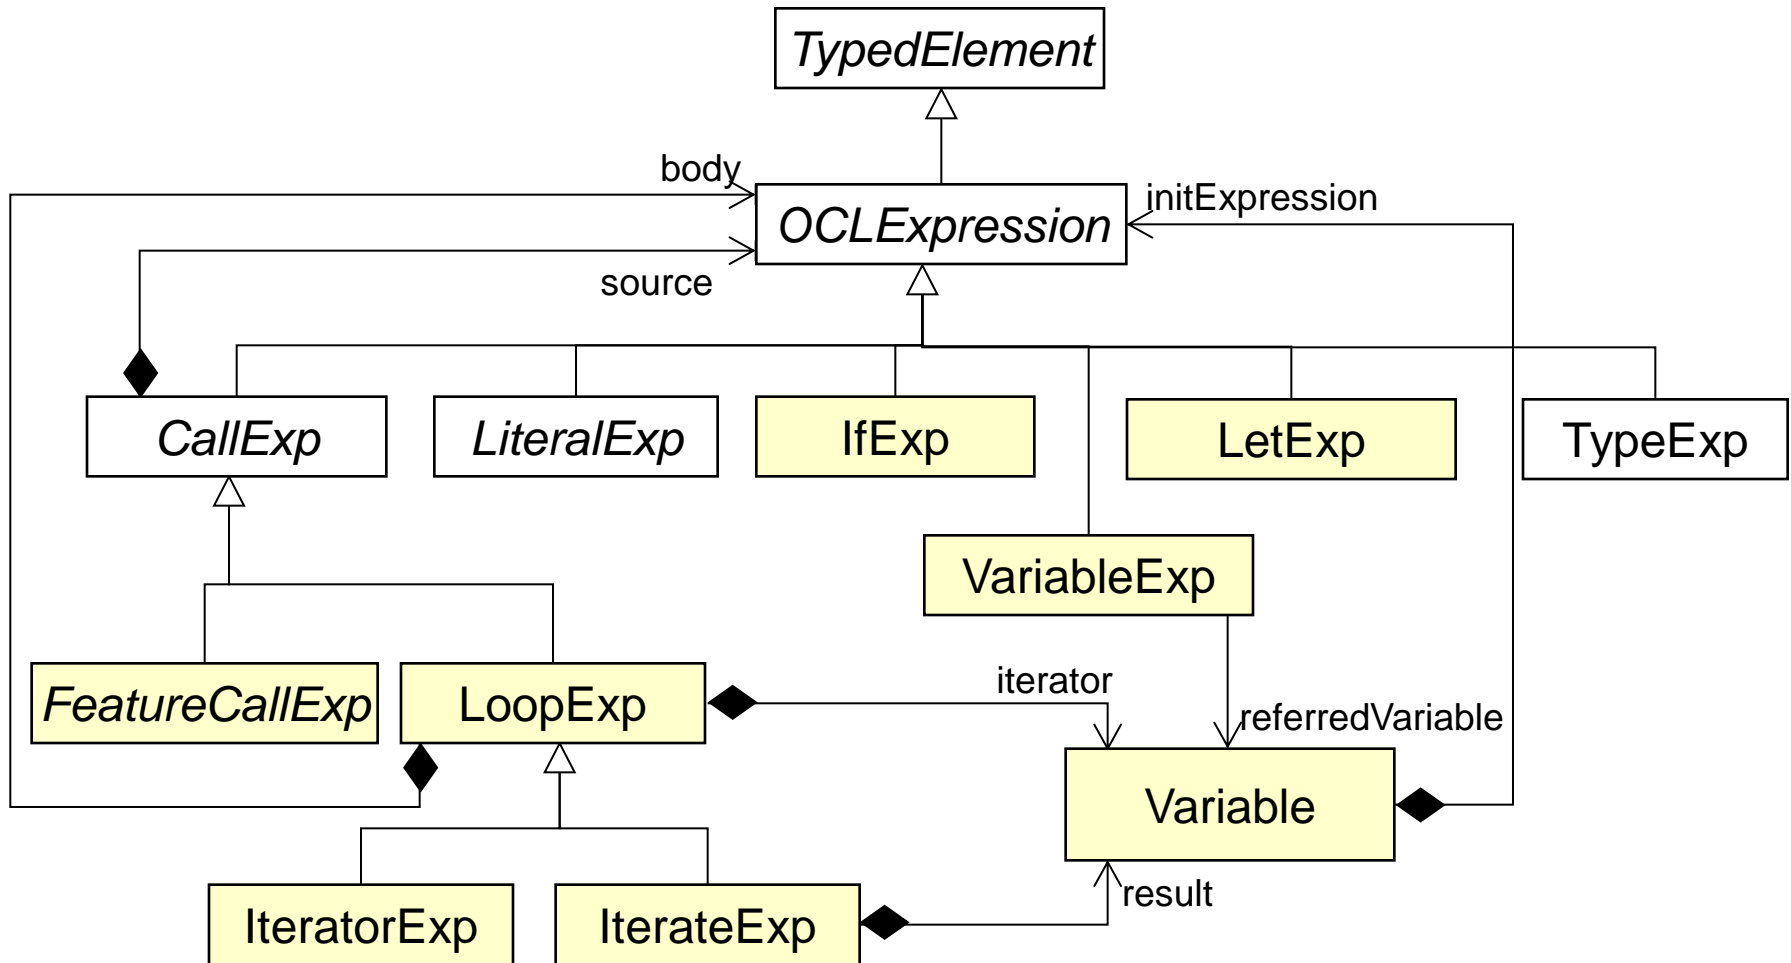 TypedElement
body
OCLExpression
initExpression
source
CallExp
LiteralExp
IfExp
LetExp
TypeExp
VariableExp
FeatureCallExp
LoopExp
iterator
referredVariable
Variable
result
IteratorExp
IterateExp